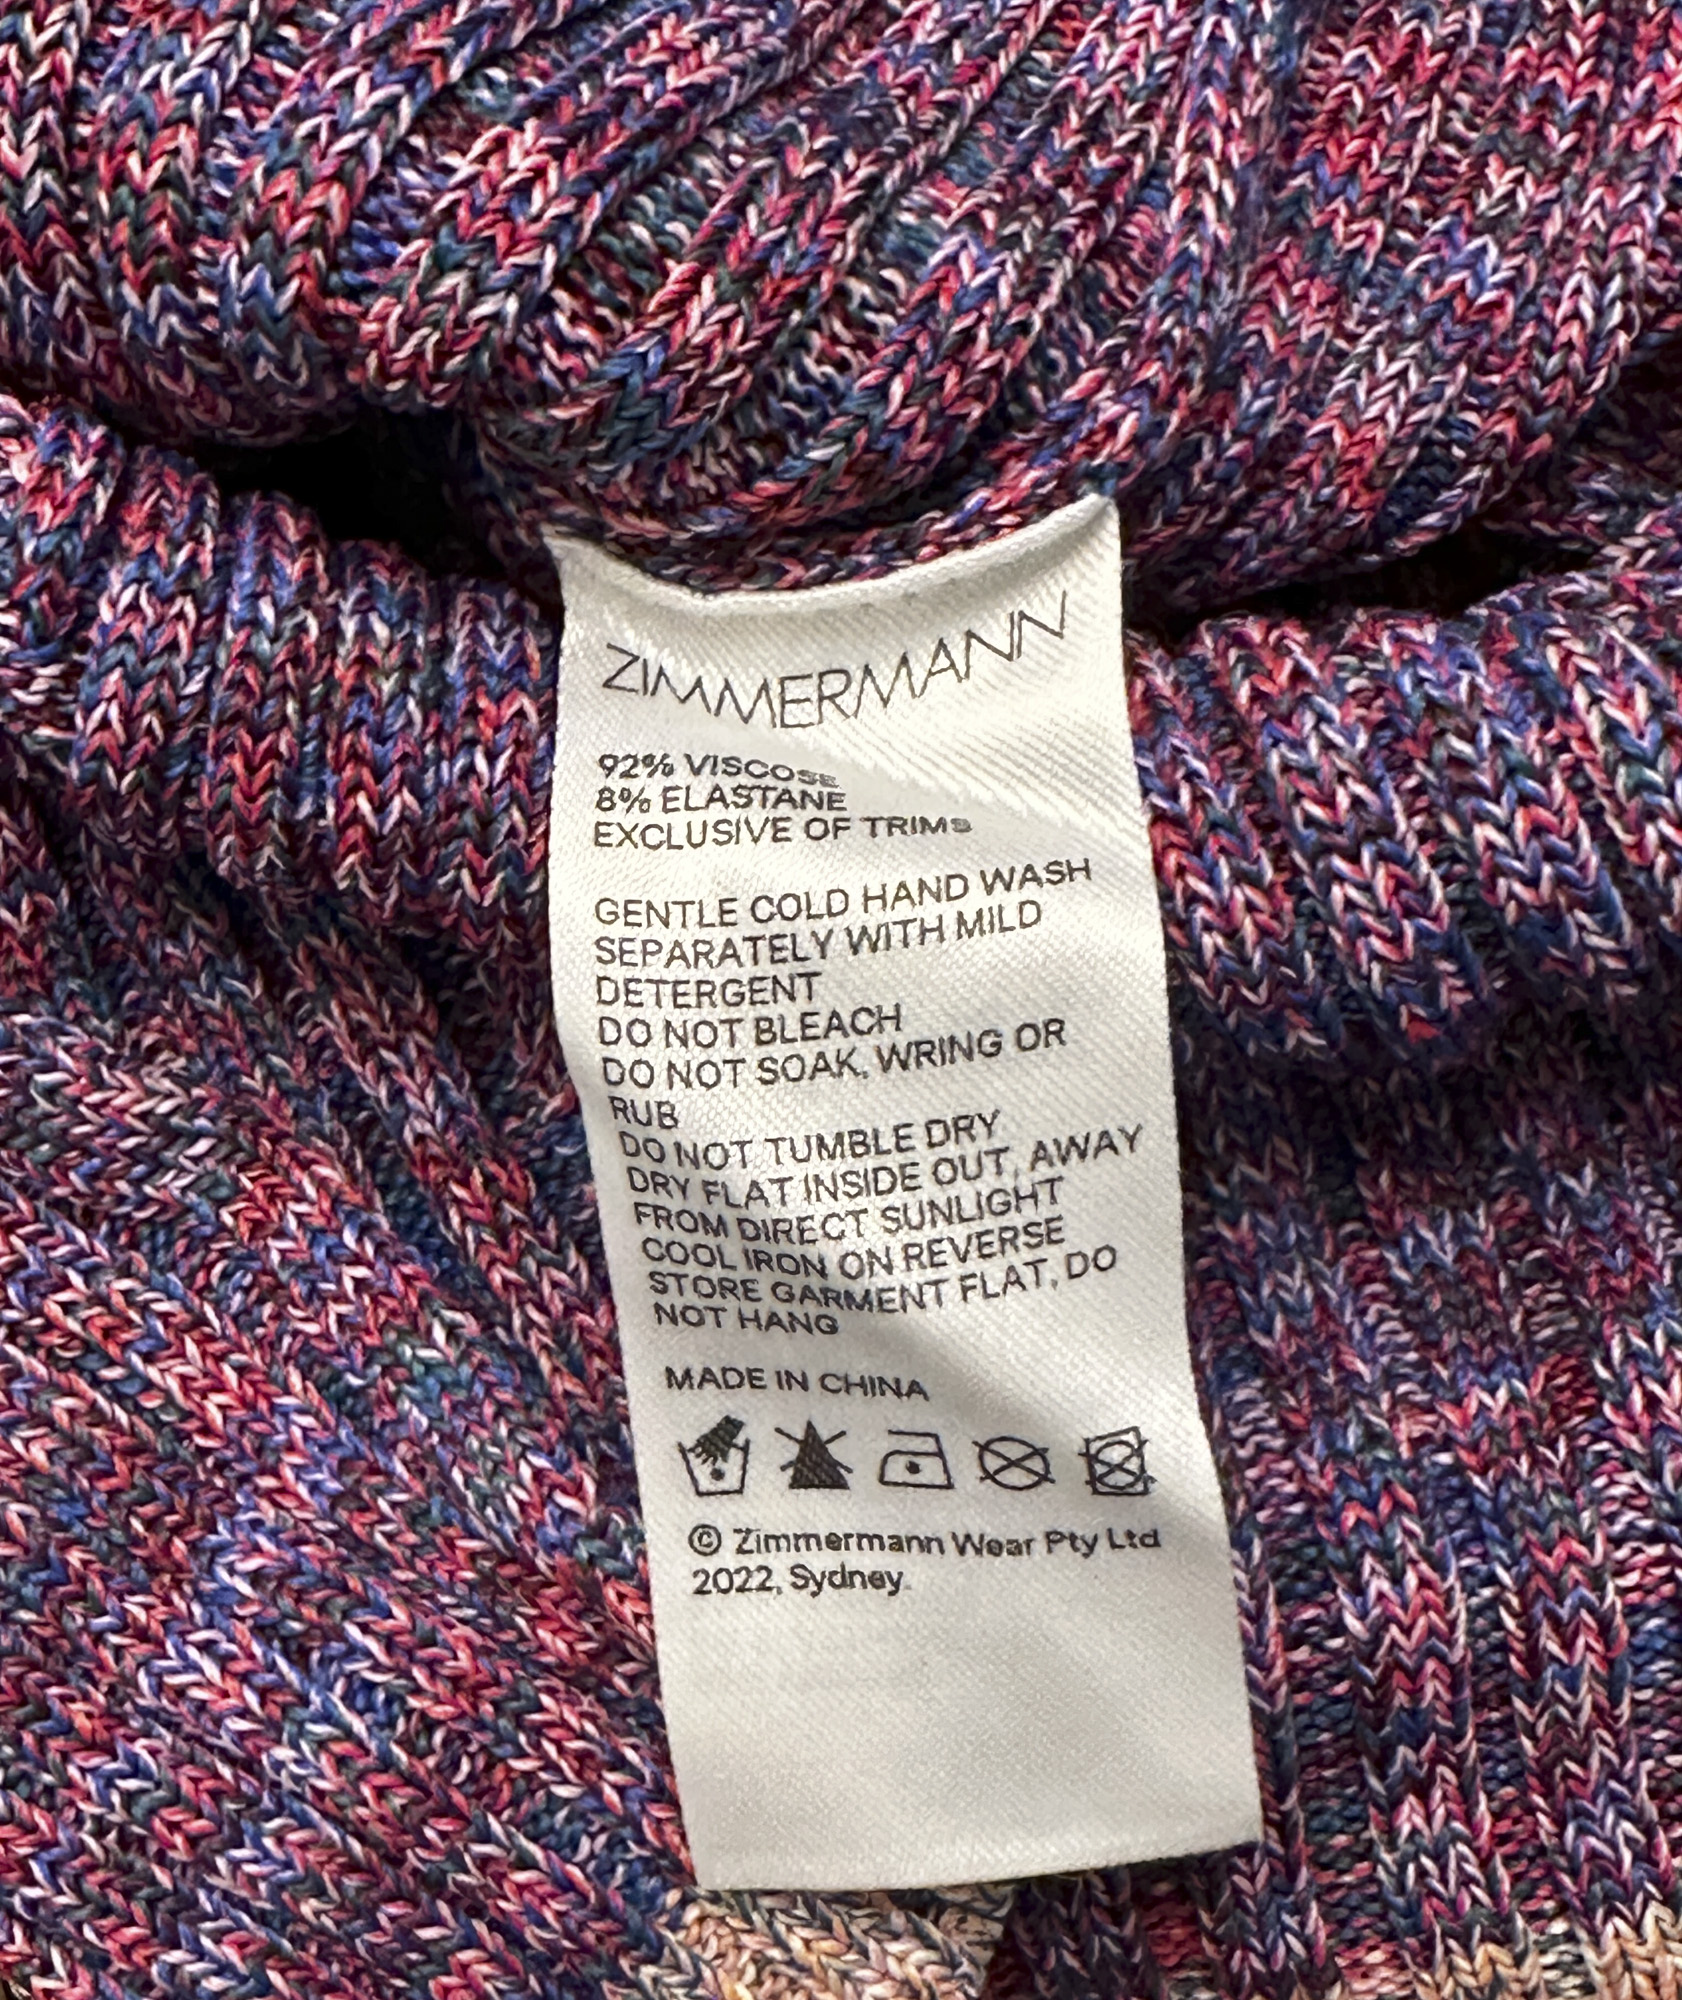 ZIMMERMANN
92% VISCOSE
8% ELASTANE
EXCLUSIVE OF TRIMS
GENTLE COLD HAND WASH
SEPARATELY WITH MILD
DETERGENT
DO NOT BLEACH
DO NOT SOAK, WRING OR
RUB
DO NOT TUMBLE DRY
DRY FLAT INSIDE OUT, AWAY
FROM DIRECT SUNLIGHT
COOL IRON ON REVERSE
STORE GARMENT FLAT, DO
NOT HANG
MADE IN CHINA
© Zimmermann Wear Pty Ltd
2022, Sydney.